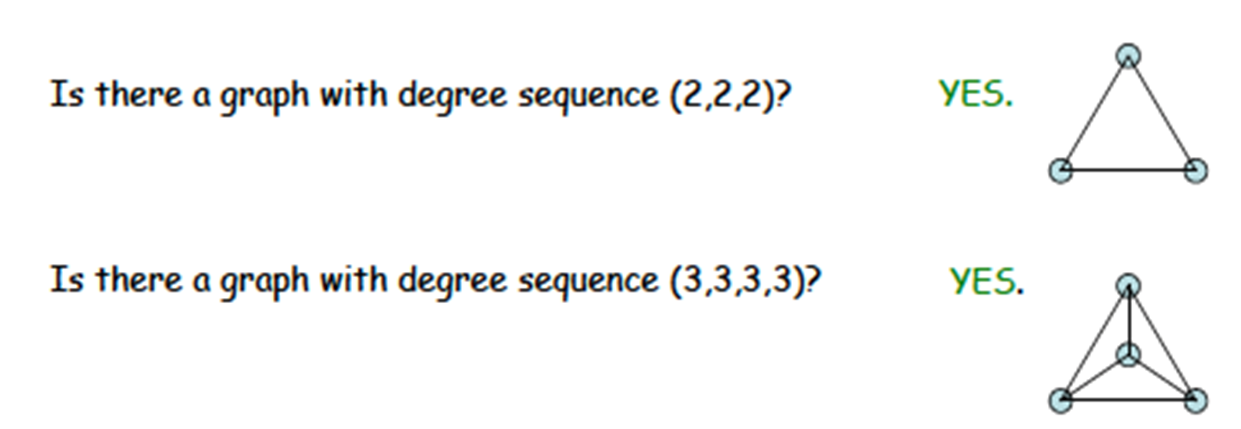 Is there a graph with degree sequence (2,2,2)? YES.
Is there a graph with degree sequence (3,3,3,3)? YES.